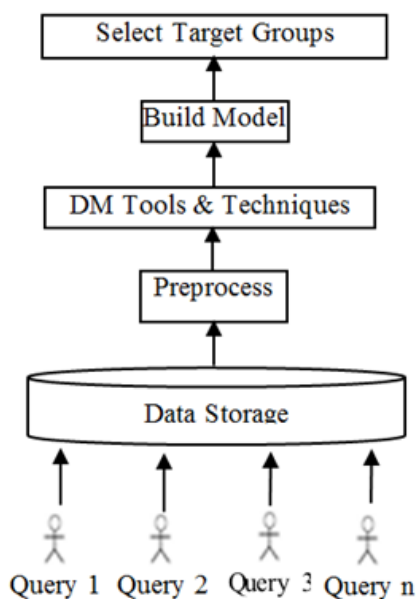 Select Target Groups
Build Model
DM Tools & Techniques
Preprocess
Data Storage
Query 1 Query 2 Query 3 Query n